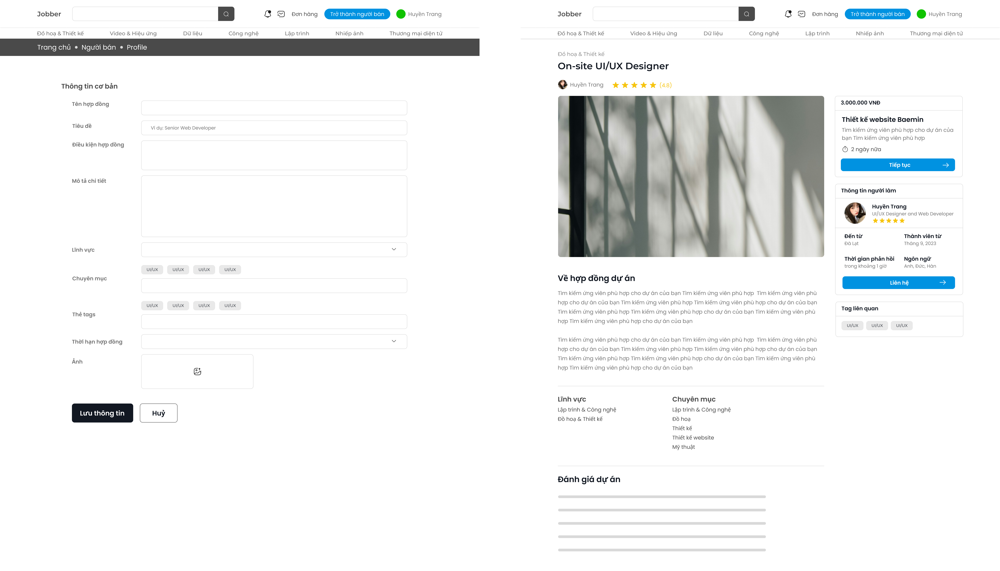 Jobber
Đơn hàng
Trở thành người bán
Huyền Trang
Đồ hoạ & Thiết kế
Video & Hiệu ứng
Dữ liệu
Công nghệ
Lập trình
Nhiếp ảnh
Thương mại diện tử
Trang chủ
Người bán
Profile
Thông tin cơ bản
Tên hợp đồng
Tiêu đề
Ví dụ: Senior Web Developer
Điều kiện hợp đồng
Mô tả chi tiết
Lĩnh vực
UI/UX
UI/UX
UI/UX
UI/UX
Chuyên mục
UI/UX
UI/UX
UI/UX
UI/UX
Thẻ tags
Thời hạn hợp đồng
Ảnh
Lưu thông tin
Huỷ
Jobber
Đơn hàng
Trở thành người bán
Huyền Trang
Đồ hoạ & Thiết kế
Video & Hiệu ứng
Dữ liệu
Công nghệ
Lập trình
Nhiếp ảnh
Thương mại diện tử
Đồ hoạ & Thiết kế
On-site UI/UX Designer
Huyền Trang
(4.8)
3.000.000 VNĐ
Thiết kế website Baemin
Tìm kiếm ứng viên phù hợp cho dự án của
bạn Tìm kiếm ứng viên phù hợp
2 ngày nữa
Tiếp tục
Thông tin người làm
Huyền Trang
UI/UX Designer and Web Developer
Đến từ
Đà Lạt
Thành viên từ
Tháng 9, 2023
Thời gian phản hồi
trong khoảng 1 giờ
Ngôn ngữ
Anh, Đức, Hàn
Liên hệ
Tag liên quan
UI/UX
UI/UX
UI/UX
Về hợp đồng dự án
Tìm kiếm ứng viên phù hợp cho dự án của bạn Tìm kiếm ứng viên phù hợp  Tìm kiếm ứng viên phù
hợp cho dự án của bạn Tìm kiếm ứng viên phù hợp Tìm kiếm ứng viên phù hợp cho dự án của bạn
Tìm kiếm ứng viên phù hợp Tìm kiếm ứng viên phù hợp cho dự án của bạn Tìm kiếm ứng viên phù
hợp Tìm kiếm ứng viên phù hợp cho dự án của bạn
Tìm kiếm ứng viên phù hợp cho dự án của bạn Tìm kiếm ứng viên phù hợp  Tìm kiếm ứng viên phù
hợp cho dự án của bạn Tìm kiếm ứng viên phù hợp Tìm kiếm ứng viên phù hợp cho dự án của bạn
Tìm kiếm ứng viên phù hợp Tìm kiếm ứng viên phù hợp cho dự án của bạn Tìm kiếm ứng viên phù
hợp Tìm kiếm ứng viên phù hợp cho dự án của bạn
Lĩnh vực
Lập trình & Công nghệ
Đồ hoạ & Thiết kế
Chuyên mục
Lập trình & Công nghệ
Đồ hoạ
Thiết kế
Thiết kế website
Mỹ thuật
Đánh giá dự án